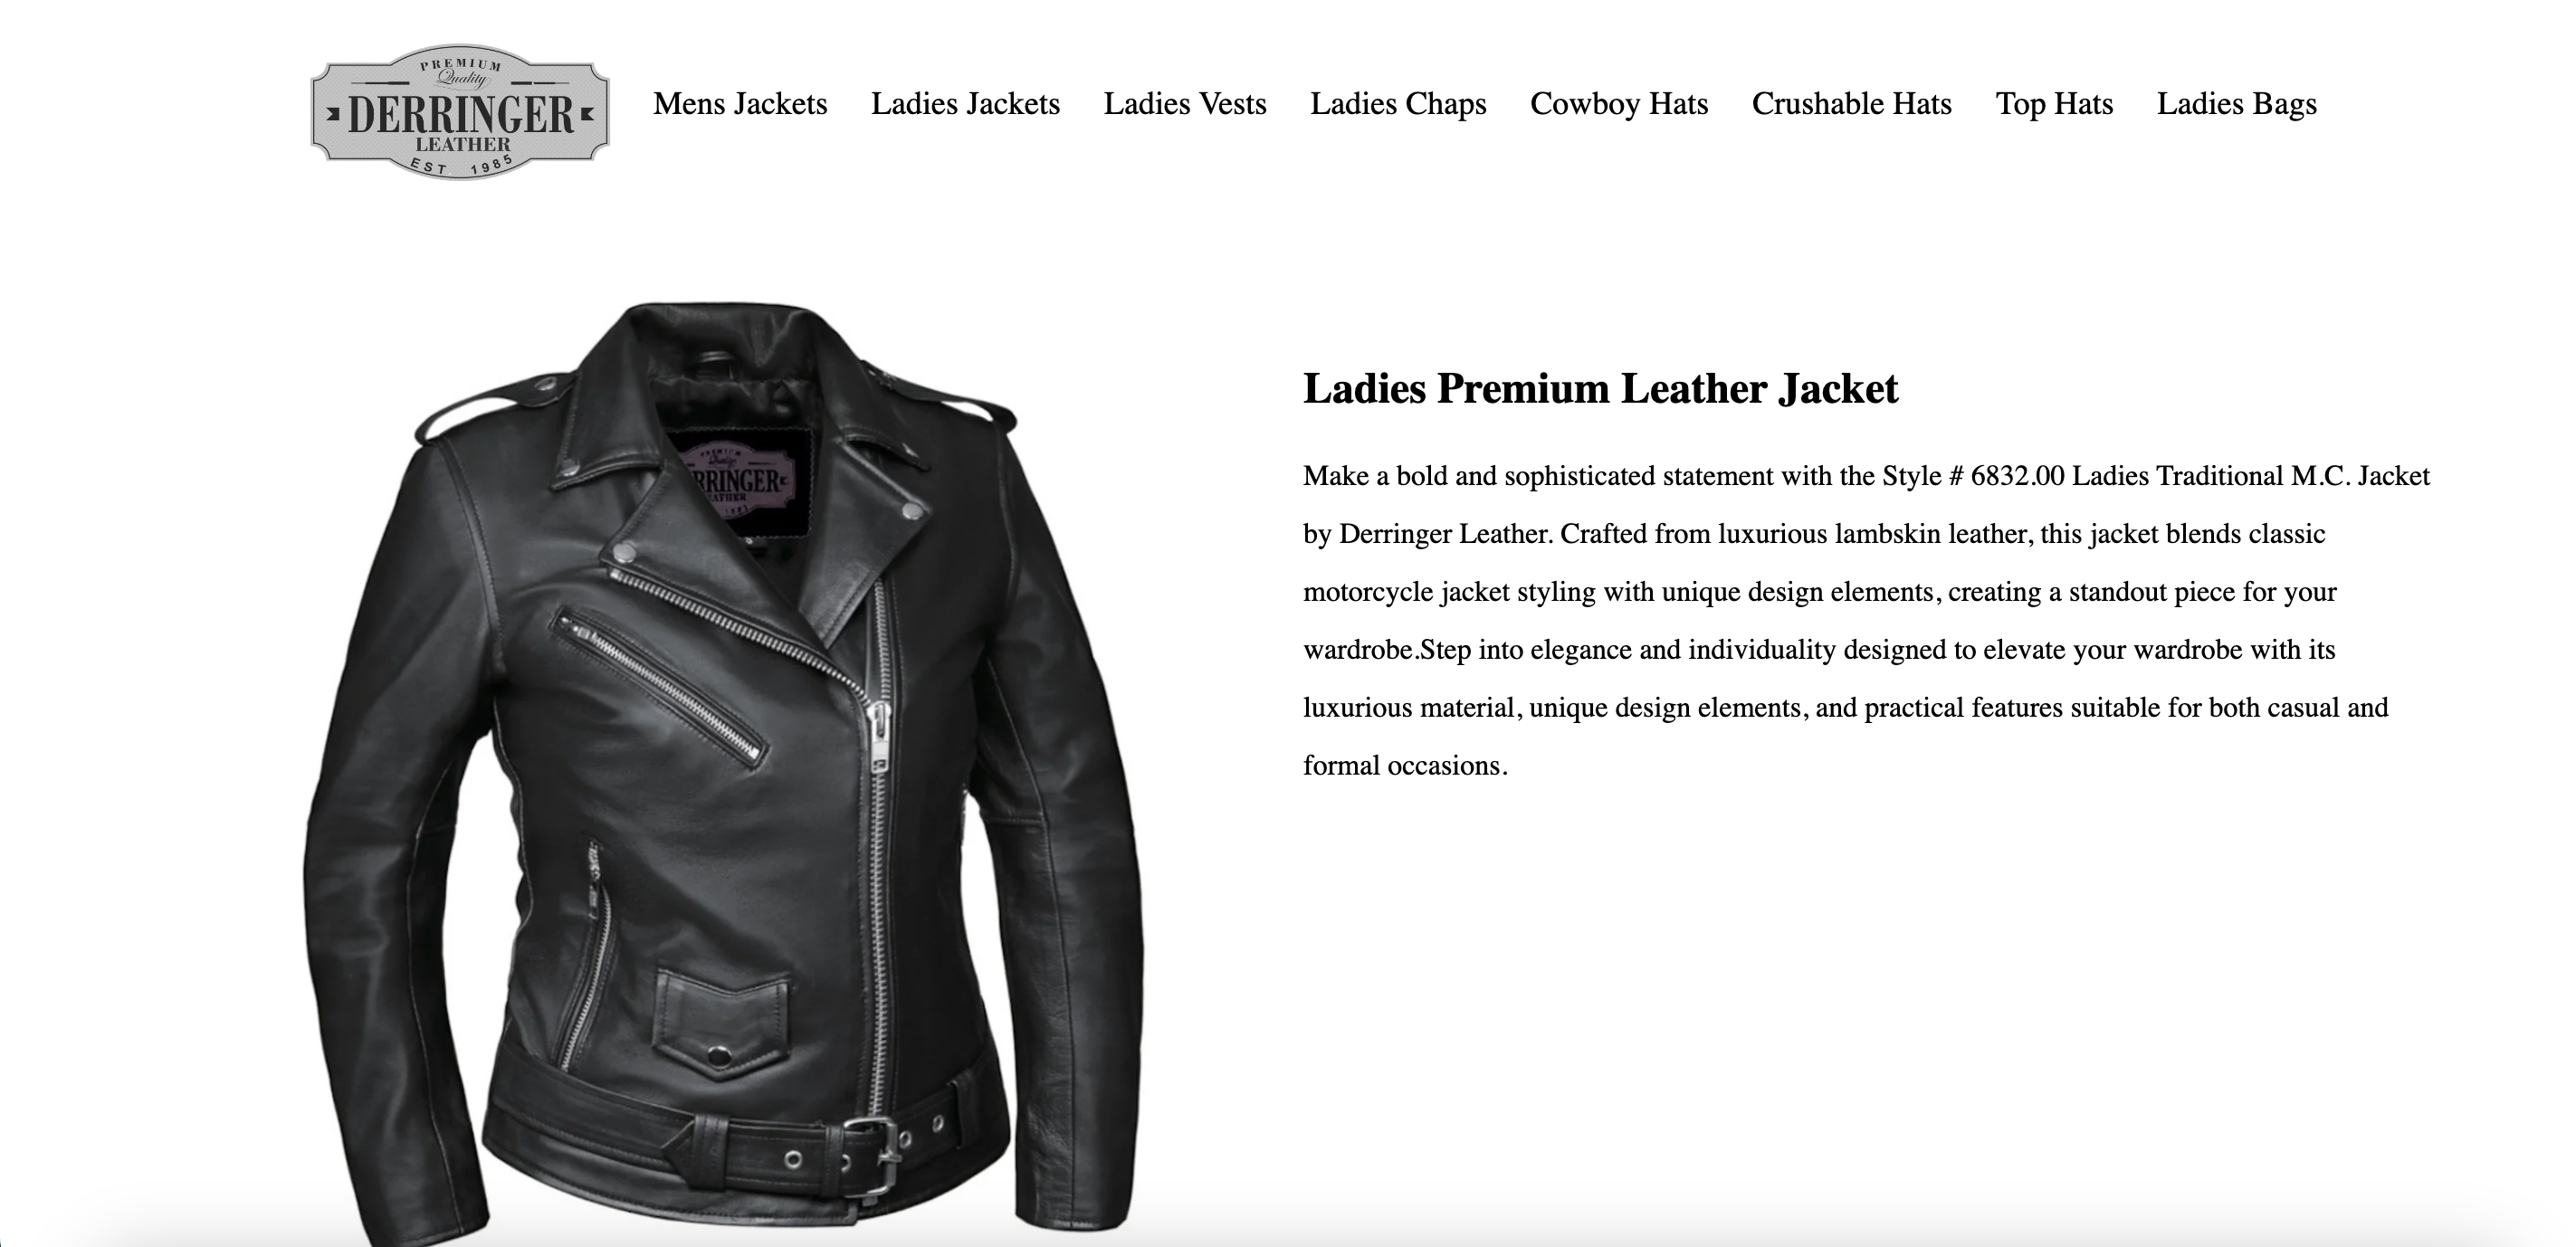 PREMIUM
Quality
DERRINGER
LEATHER
EST. 1985
Mens Jackets Ladies Jackets Ladies Vests Ladies Chaps Cowboy Hats Crushable Hats Top Hats Ladies Bags
PREMIUM
Quality
RRINGER
EATHER
Ladies Premium Leather Jacket
Make a bold and sophisticated statement with the Style # 6832.00 Ladies Traditional M.C. Jacket
by Derringer Leather. Crafted from luxurious lambskin leather, this jacket blends classic
motorcycle jacket styling with unique design elements, creating a standout piece for your
wardrobe.Step into elegance and individuality designed to elevate your wardrobe with its
luxurious material, unique design elements, and practical features suitable for both casual and
formal occasions.